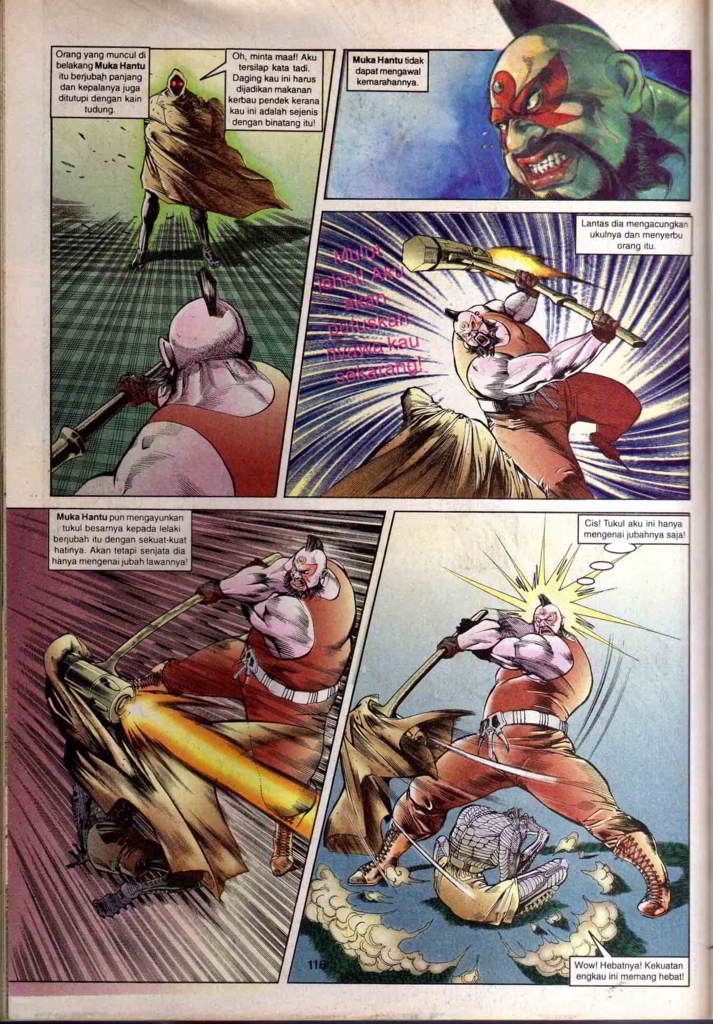 Orang yang muncul di
belakang Muka Hantu
itu berjubah panjang
dan kepalanya juga
ditutupi dengan kain
tudung.
Oh, minta maaf! Aku
tersilap kata tadi.
Daging kau ini harus
dijadikan makanan
kerbau pendek kerana
kau ini adalah sejenis
dengan binatang itu!
Muka Hantu tidak
dapat mengawal
kemarahannya.
Lantas dia mengacungkan
ukulnya dan menyerbu
orang itu.
Mulut
jahat! Aku
akan
putuskan
nyawa kau
sekarang!
Muka Hantu pun mengayunkan
tukul besarnya kepada lelaki
berjubah itu dengan sekuat-kuat
hatinya. Akan tetapi senjata dia
hanya mengenai jubah lawannya!
Cis! Tukul aku ini hanya
mengenai jubahnya saja!
Wow! Hebatnya! Kekuatan
engkau ini memang hebat!